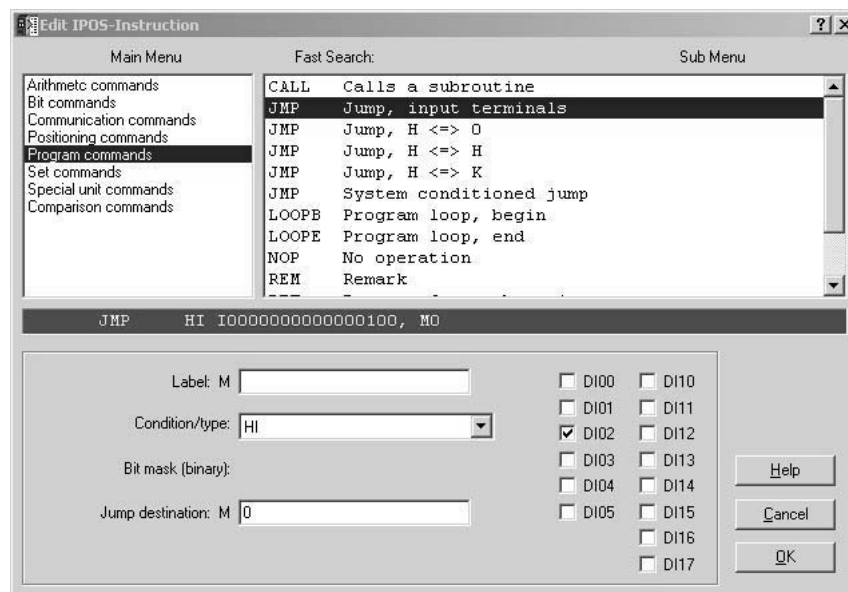 Edit IPOS-Instruction
Main Menu Fast Search: Sub Menu
Arithmetc commands
Bit commands
Communication commands
Positioning commands
Program commands
Set commands
Special unit commands
Comparison commands
CALL Calls a subroutine
JMP Jump, input terminals
JMP Jump, H <=> 0
JMP Jump, H <=> H
JMP Jump, H <=> K
JMP System conditioned jump
LOOPB Program loop, begin
LOOPE Program loop, end
NOP No operation
REM Remark
JMP HI I0000000000000100, M0
Label: M
Condition/type: HI
Bit mask (binary):
Jump destination: M 0
DI00 DI10
DI01 DI11
DI02 DI12
DI03 DI13
DI04 DI14
DI05 DI15
DI16
DI17
Help
Cancel
OK